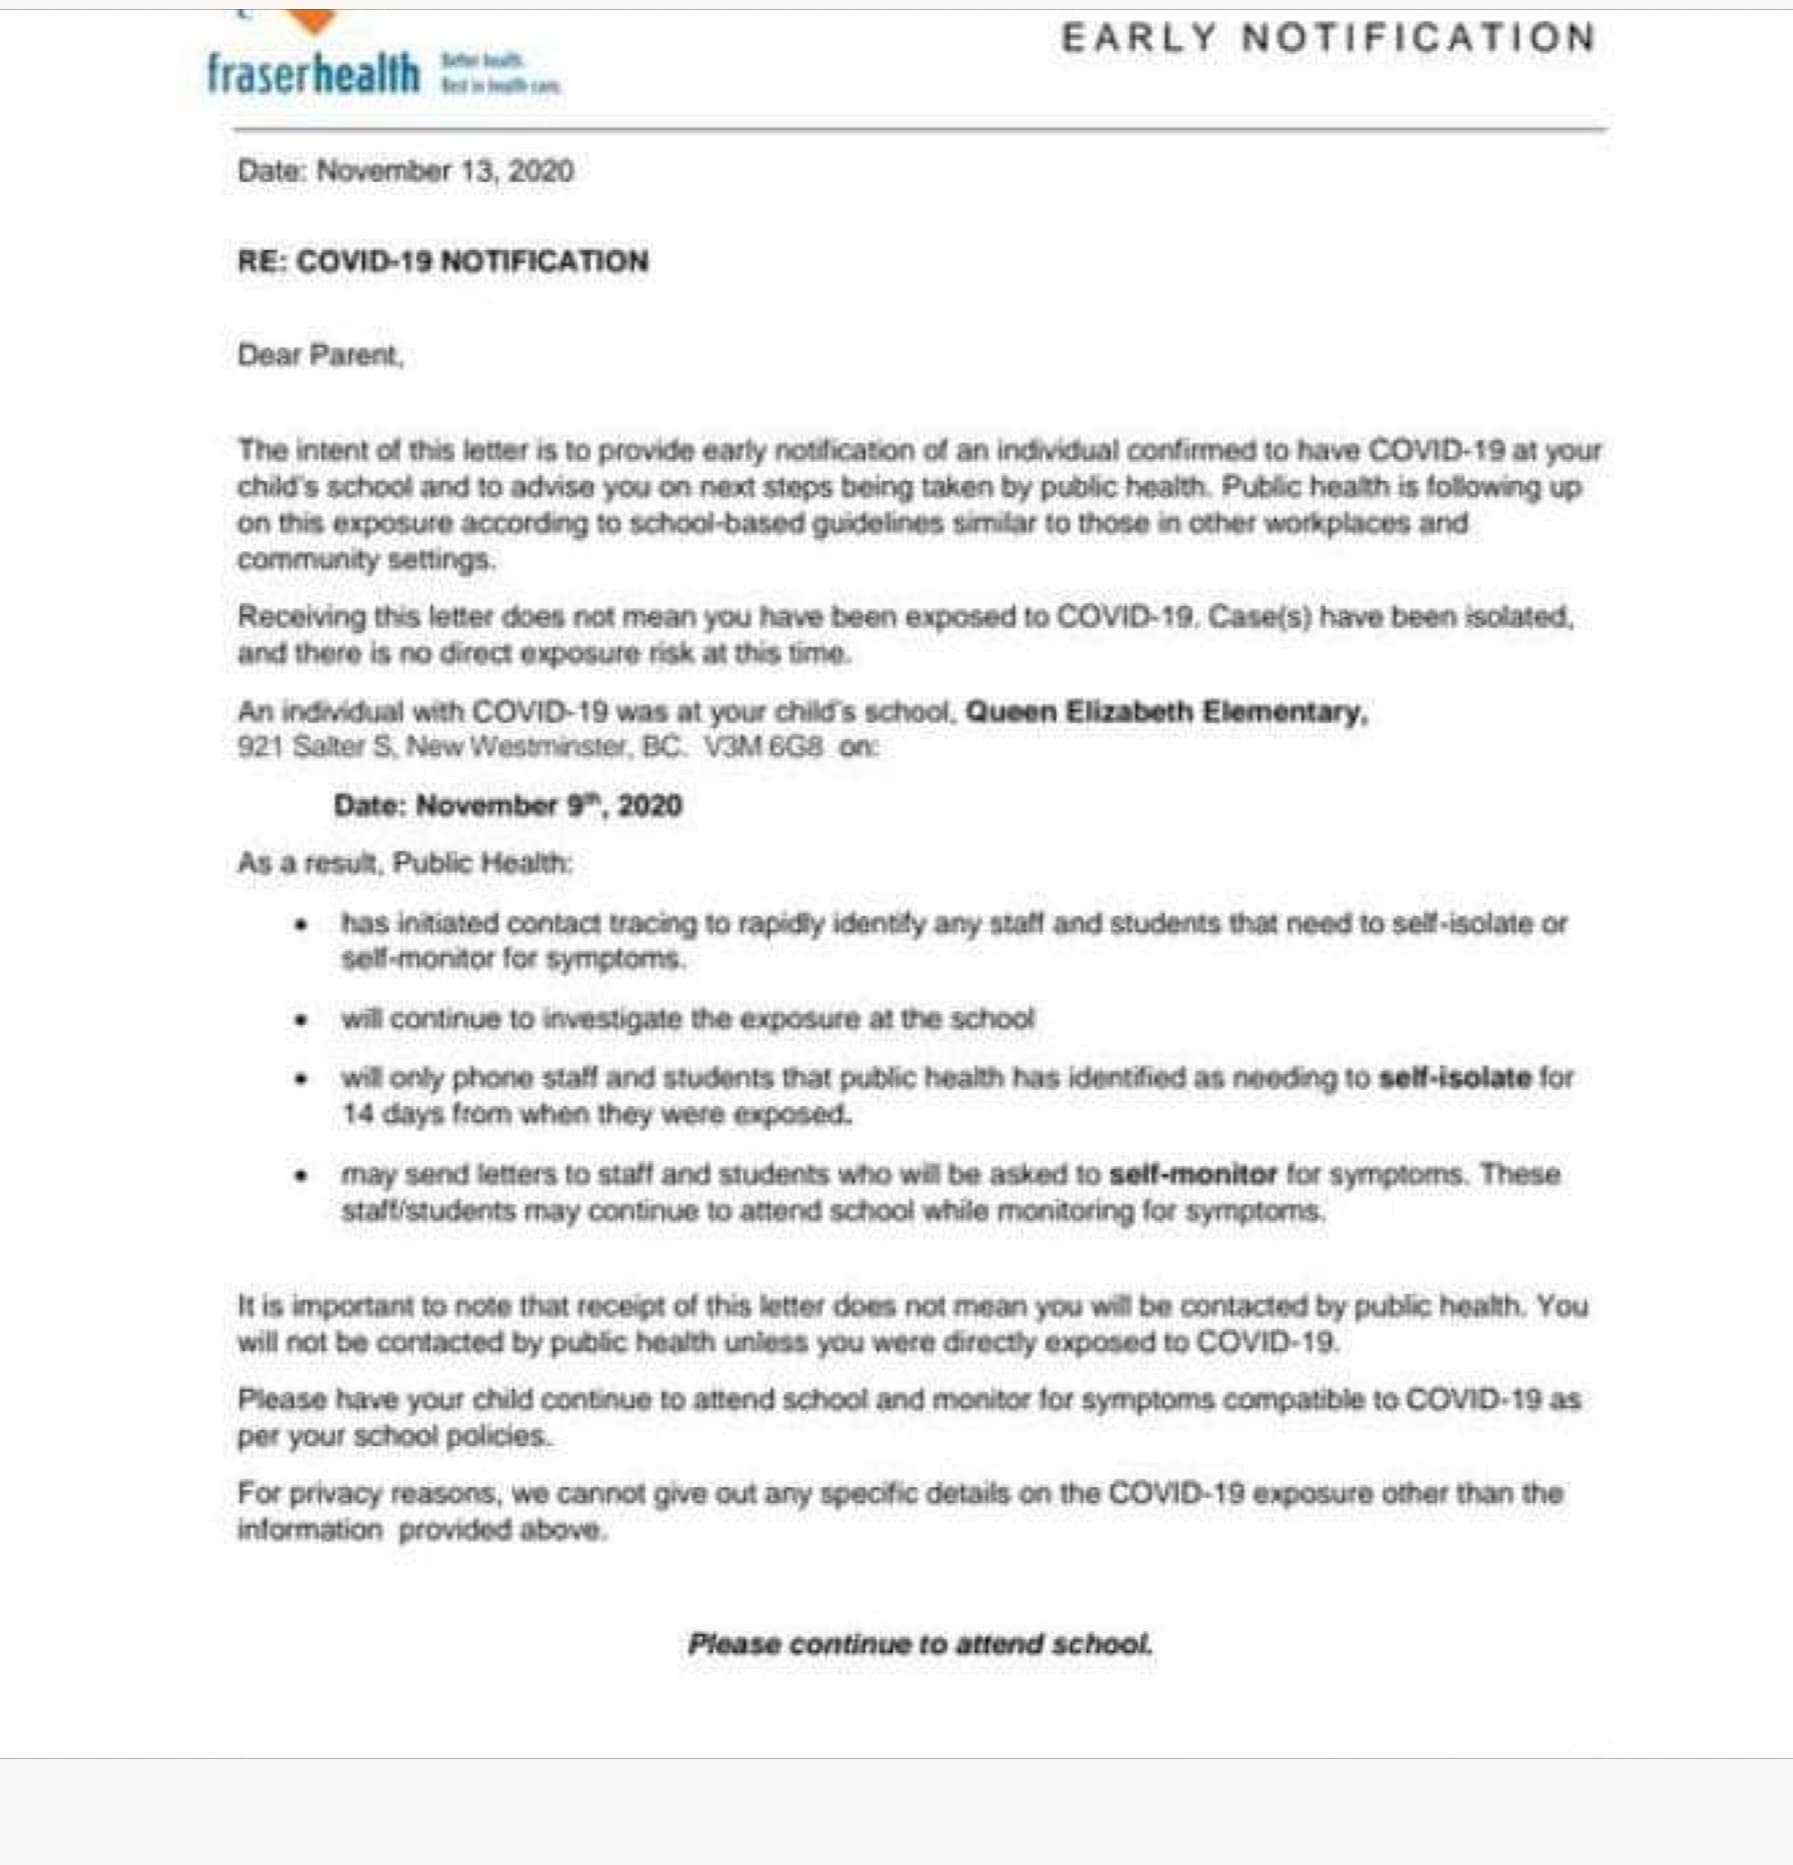 EARLY NOTIFICATION
fraserhealth Better health.
Best in health care.
Date: November 13, 2020
RE: COVID-19 NOTIFICATION
Dear Parent,
The intent of this letter is to provide early notification of an individual confirmed to have COVID-19 at your
child's school and to advise you on next steps being taken by public health. Public health is following up
on this exposure according to school-based guidelines similar to those in other workplaces and
community settings.
Receiving this letter does not mean you have been exposed to COVID-19. Case(s) have been isolated,
and there is no direct exposure risk at this time.
An individual with COVID-19 was at your child's school, Queen Elizabeth Elementary,
921 Salter S, New Westminster, BC. V3M 6G8 on:
Date: November 9th, 2020
As a result, Public Health:
• has initiated contact tracing to rapidly identify any staff and students that need to self-isolate or
self-monitor for symptoms.
• will continue to investigate the exposure at the school
• will only phone staff and students that public health has identified as needing to self-isolate for
14 days from when they were exposed.
• may send letters to staff and students who will be asked to self-monitor for symptoms. These
staff/students may continue to attend school while monitoring for symptoms.
It is important to note that receipt of this letter does not mean you will be contacted by public health. You
will not be contacted by public health unless you were directly exposed to COVID-19.
Please have your child continue to attend school and monitor for symptoms compatible to COVID-19 as
per your school policies.
For privacy reasons, we cannot give out any specific details on the COVID-19 exposure other than the
information provided above.
Please continue to attend school.